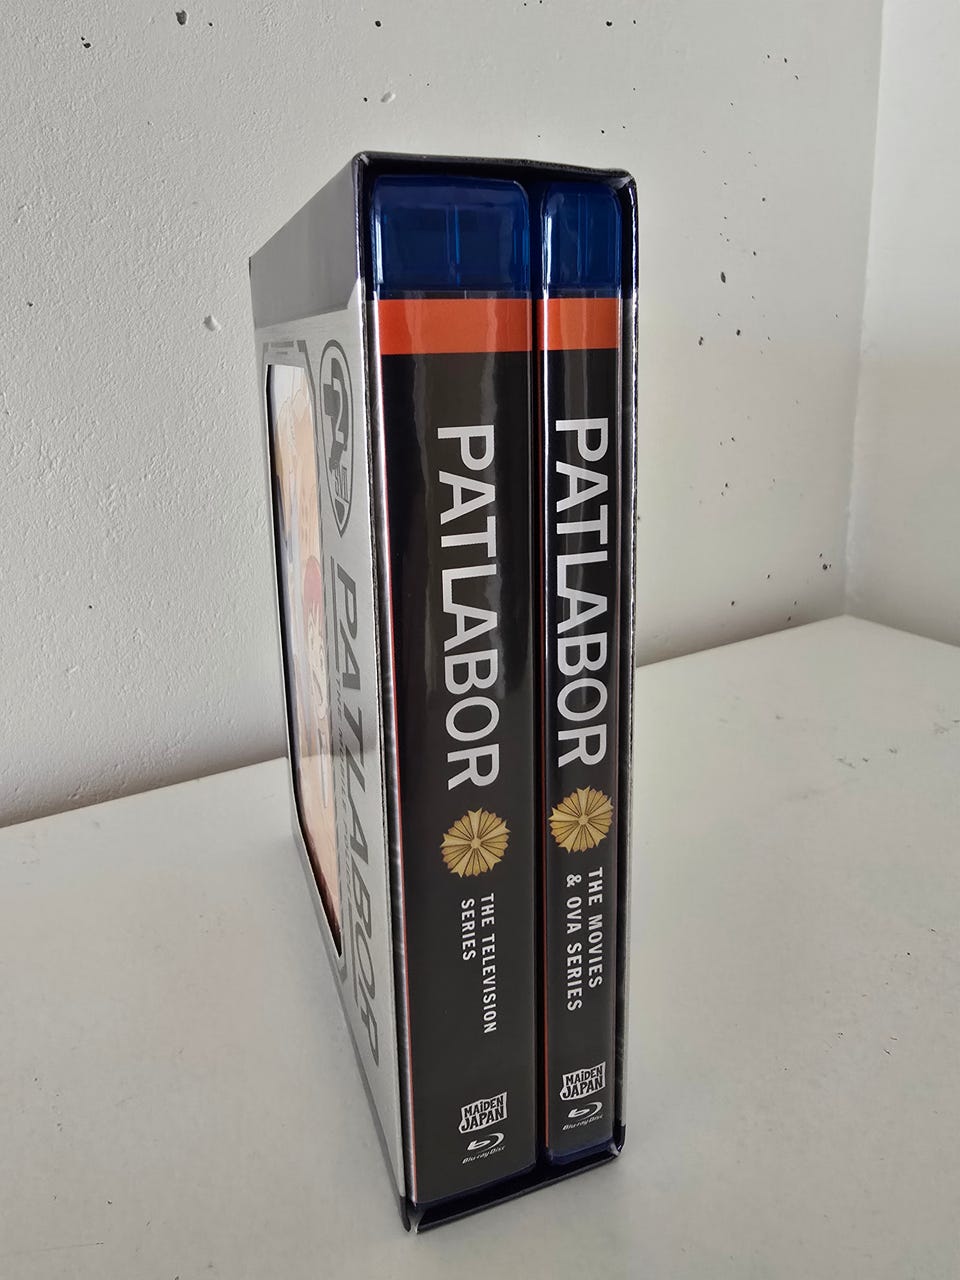 PATLABOR
PATLABOR
THE TELEVISION
SERIES
MAIDEN
JAPAN
Blu-ray Disc
PATLABOR
THE MOVIES
& OVA SERIES
MAIDEN
JAPAN
Blu-ray Disc